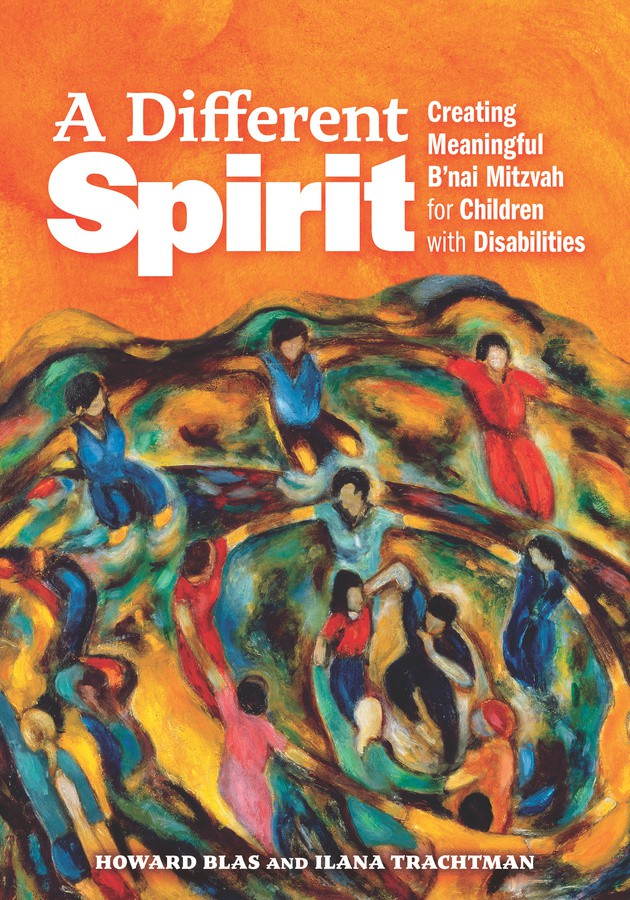 A Different
Spirit
Creating
Meaningful
B'nai Mitzvah
for Children
with Disabilities
HOWARD BLAS AND ILANA TRACHTMAN